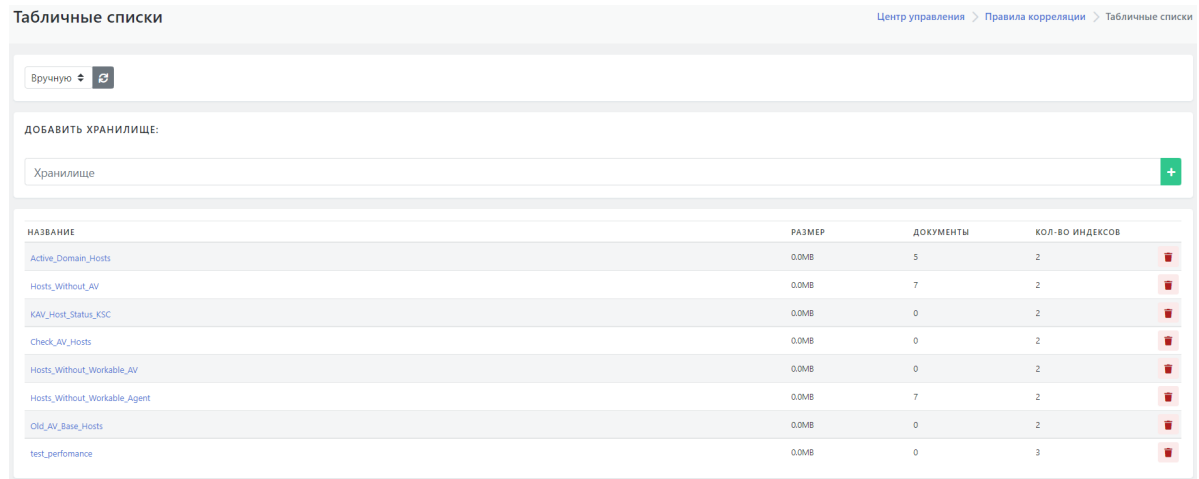 Табличные списки
Центр управления > Правила корреляции > Табличные списки
Вручную
ДОБАВИТЬ ХРАНИЛИЩЕ:
Хранилище
+
НАЗВАНИЕ РАЗМЕР ДОКУМЕНТЫ КОЛ-ВО ИНДЕКСОВ
Active_Domain_Hosts 0.0MB 5 2
Hosts_Without_AV 0.0MB 7 2
KAV_Host_Status_KSC 0.0MB 0 2
Check_AV_Hosts 0.0MB 0 2
Hosts_Without_Workable_AV 0.0MB 0 2
Hosts_Without_Workable_Agent 0.0MB 7 2
Old_AV_Base_Hosts 0.0MB 0 2
test_perfomance 0.0MB 0 3